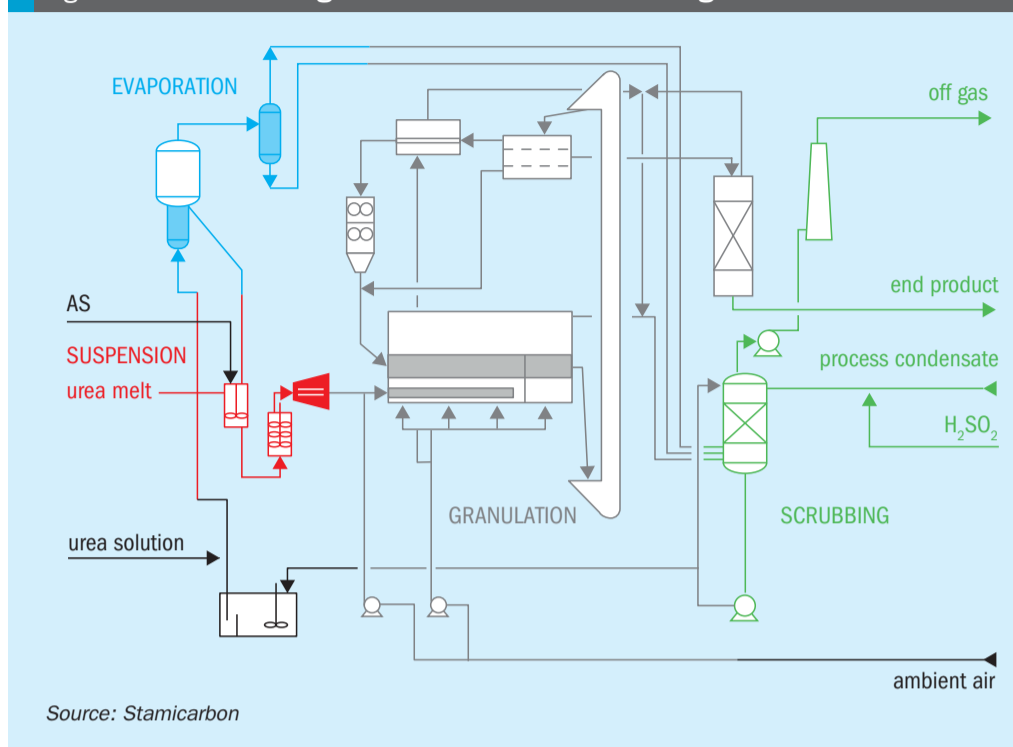 EVAPORATION
off gas
AS
end product
SUSPENSION
process condensate
urea melt
H₂SO₂
GRANULATION
SCRUBBING
urea solution
ambient air
Source: Stamicarbon